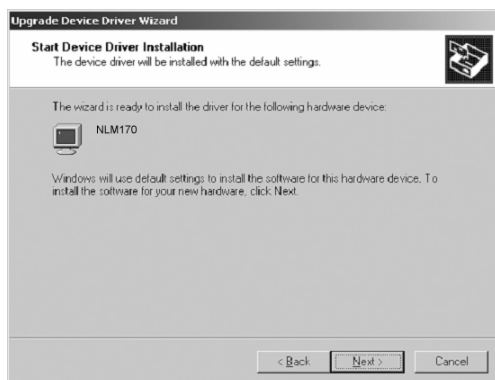 Upgrade Device Driver Wizard
Start Device Driver Installation
The device driver will be installed with the default settings.
The wizard is ready to install the driver for the following hardware device:
NLM170
Windows will use default settings to install the software for this hardware device. To
install the software for your new hardware, click Next.
< Back
Next >
Cancel